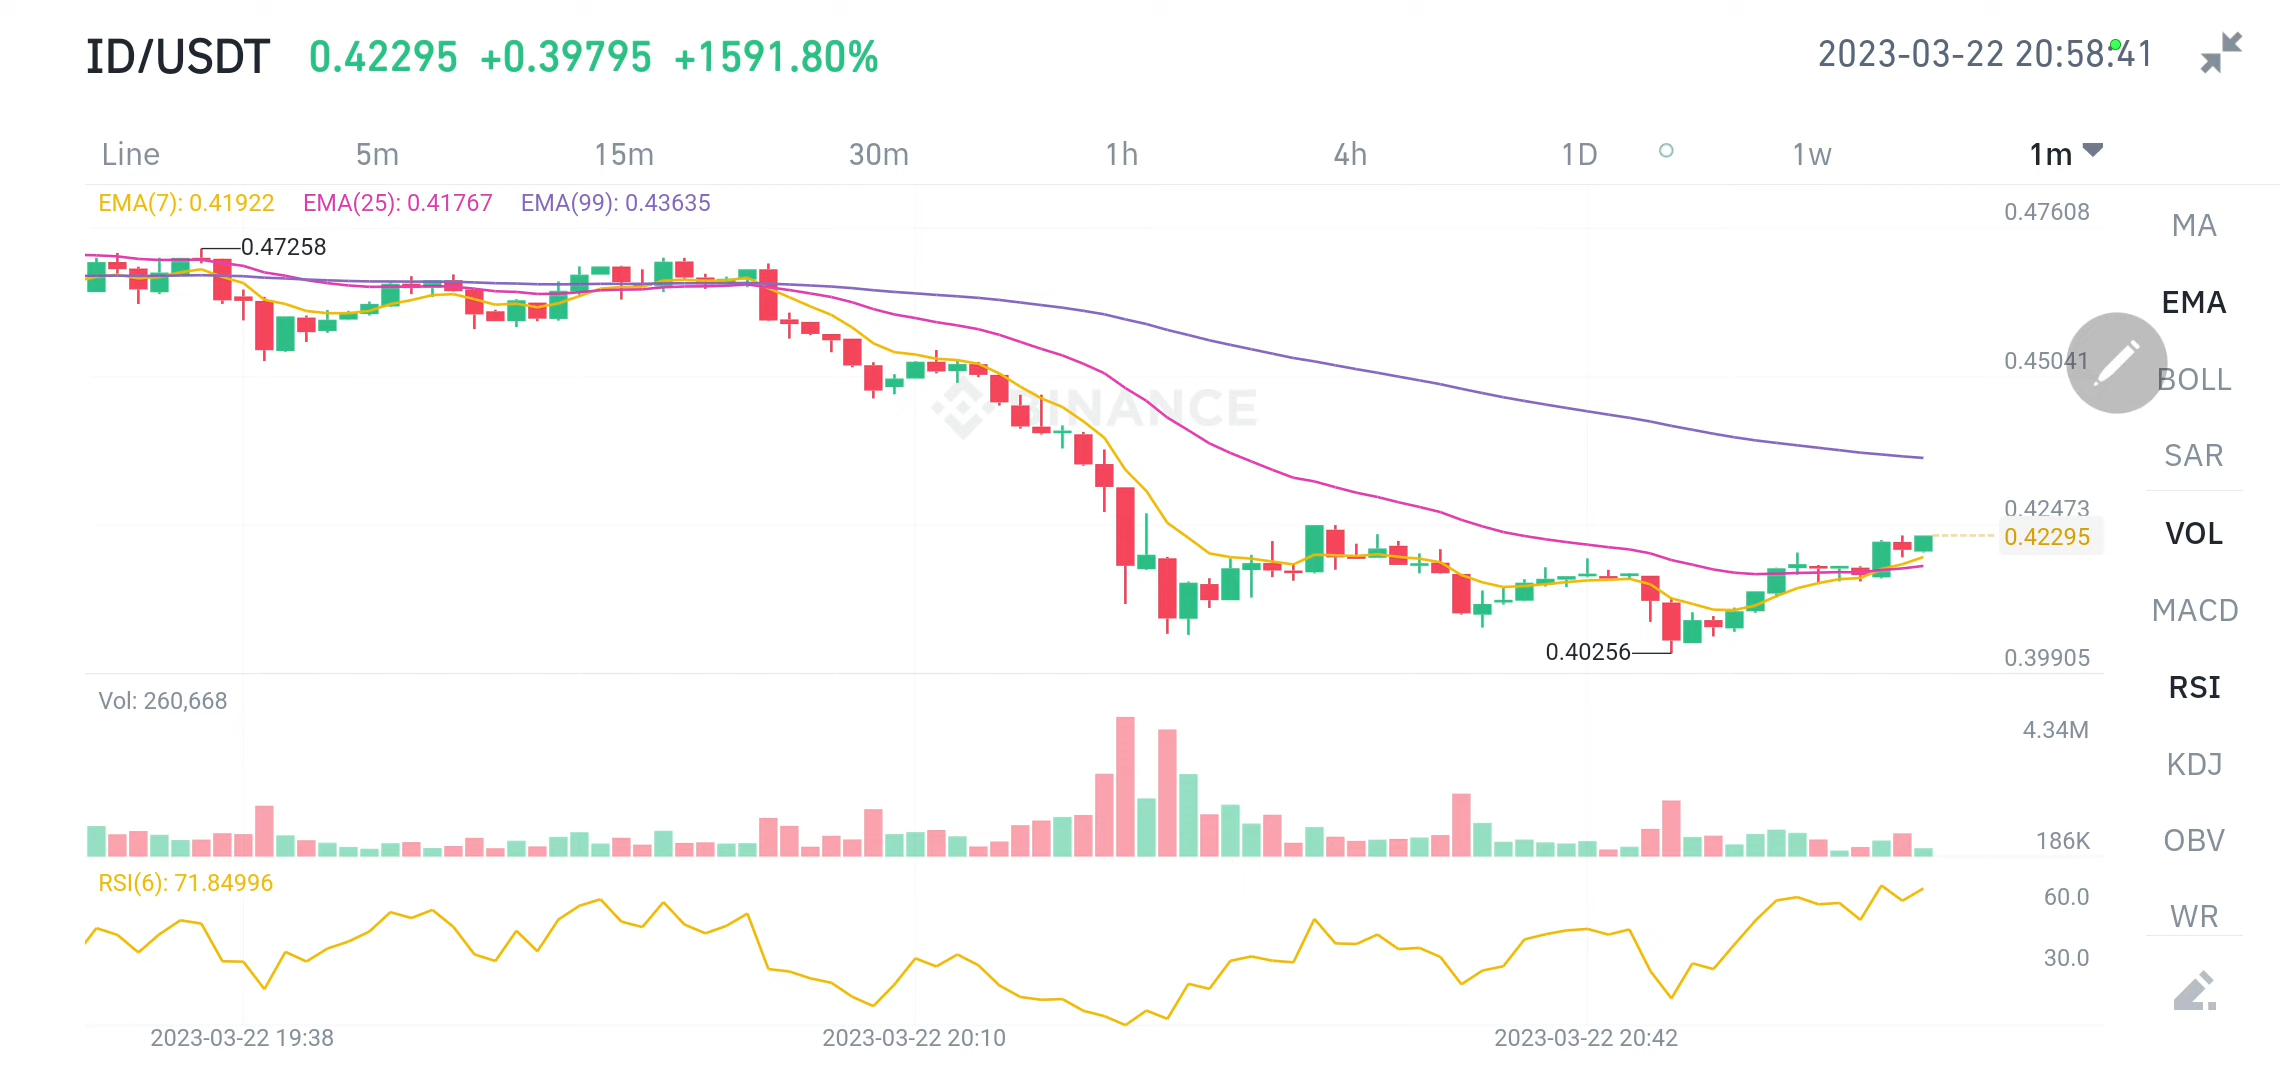 ID/USDT 0.42295 +0.39795 +1591.80% 2023-03-22 20:58:41
Line 5m 15m 30m 1h 4h 1D 1w 1m
EMA(7): 0.41922 EMA(25): 0.41767 EMA(99): 0.43635
0.47608
MA
0.47258
EMA
0.45041
BOLL
BINANCE
SAR
0.42473
0.42295
VOL
MACD
0.40256
0.39905
RSI
Vol: 260,668
4.34M
KDJ
186K
OBV
RSI(6): 71.84996
60.0
WR
30.0
2023-03-22 19:38 2023-03-22 20:10 2023-03-22 20:42